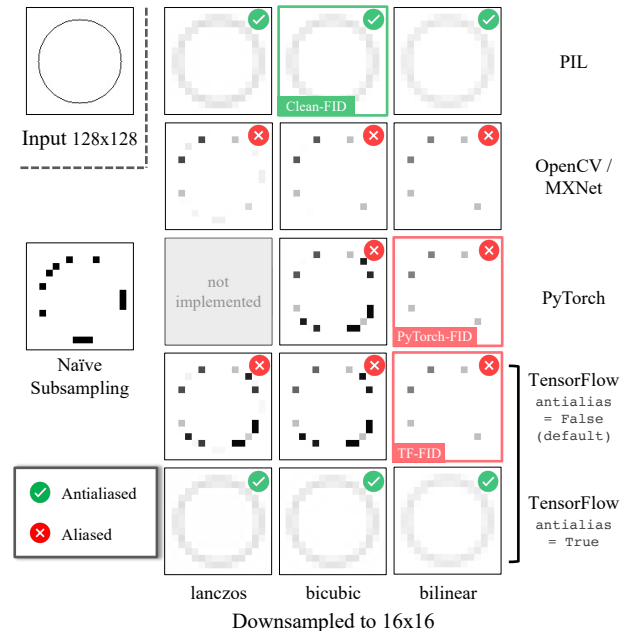 PIL
Clean-FID
Input 128x128
OpenCV /
MXNet
not
implemented
PyTorch
PyTorch-FID
Naïve
Subsampling
TensorFlow
antialias
= False
(default)
TF-FID
Antialiased
Aliased
TensorFlow
antialias
= True
lanczos
bicubic
bilinear
Downsampled to 16x16